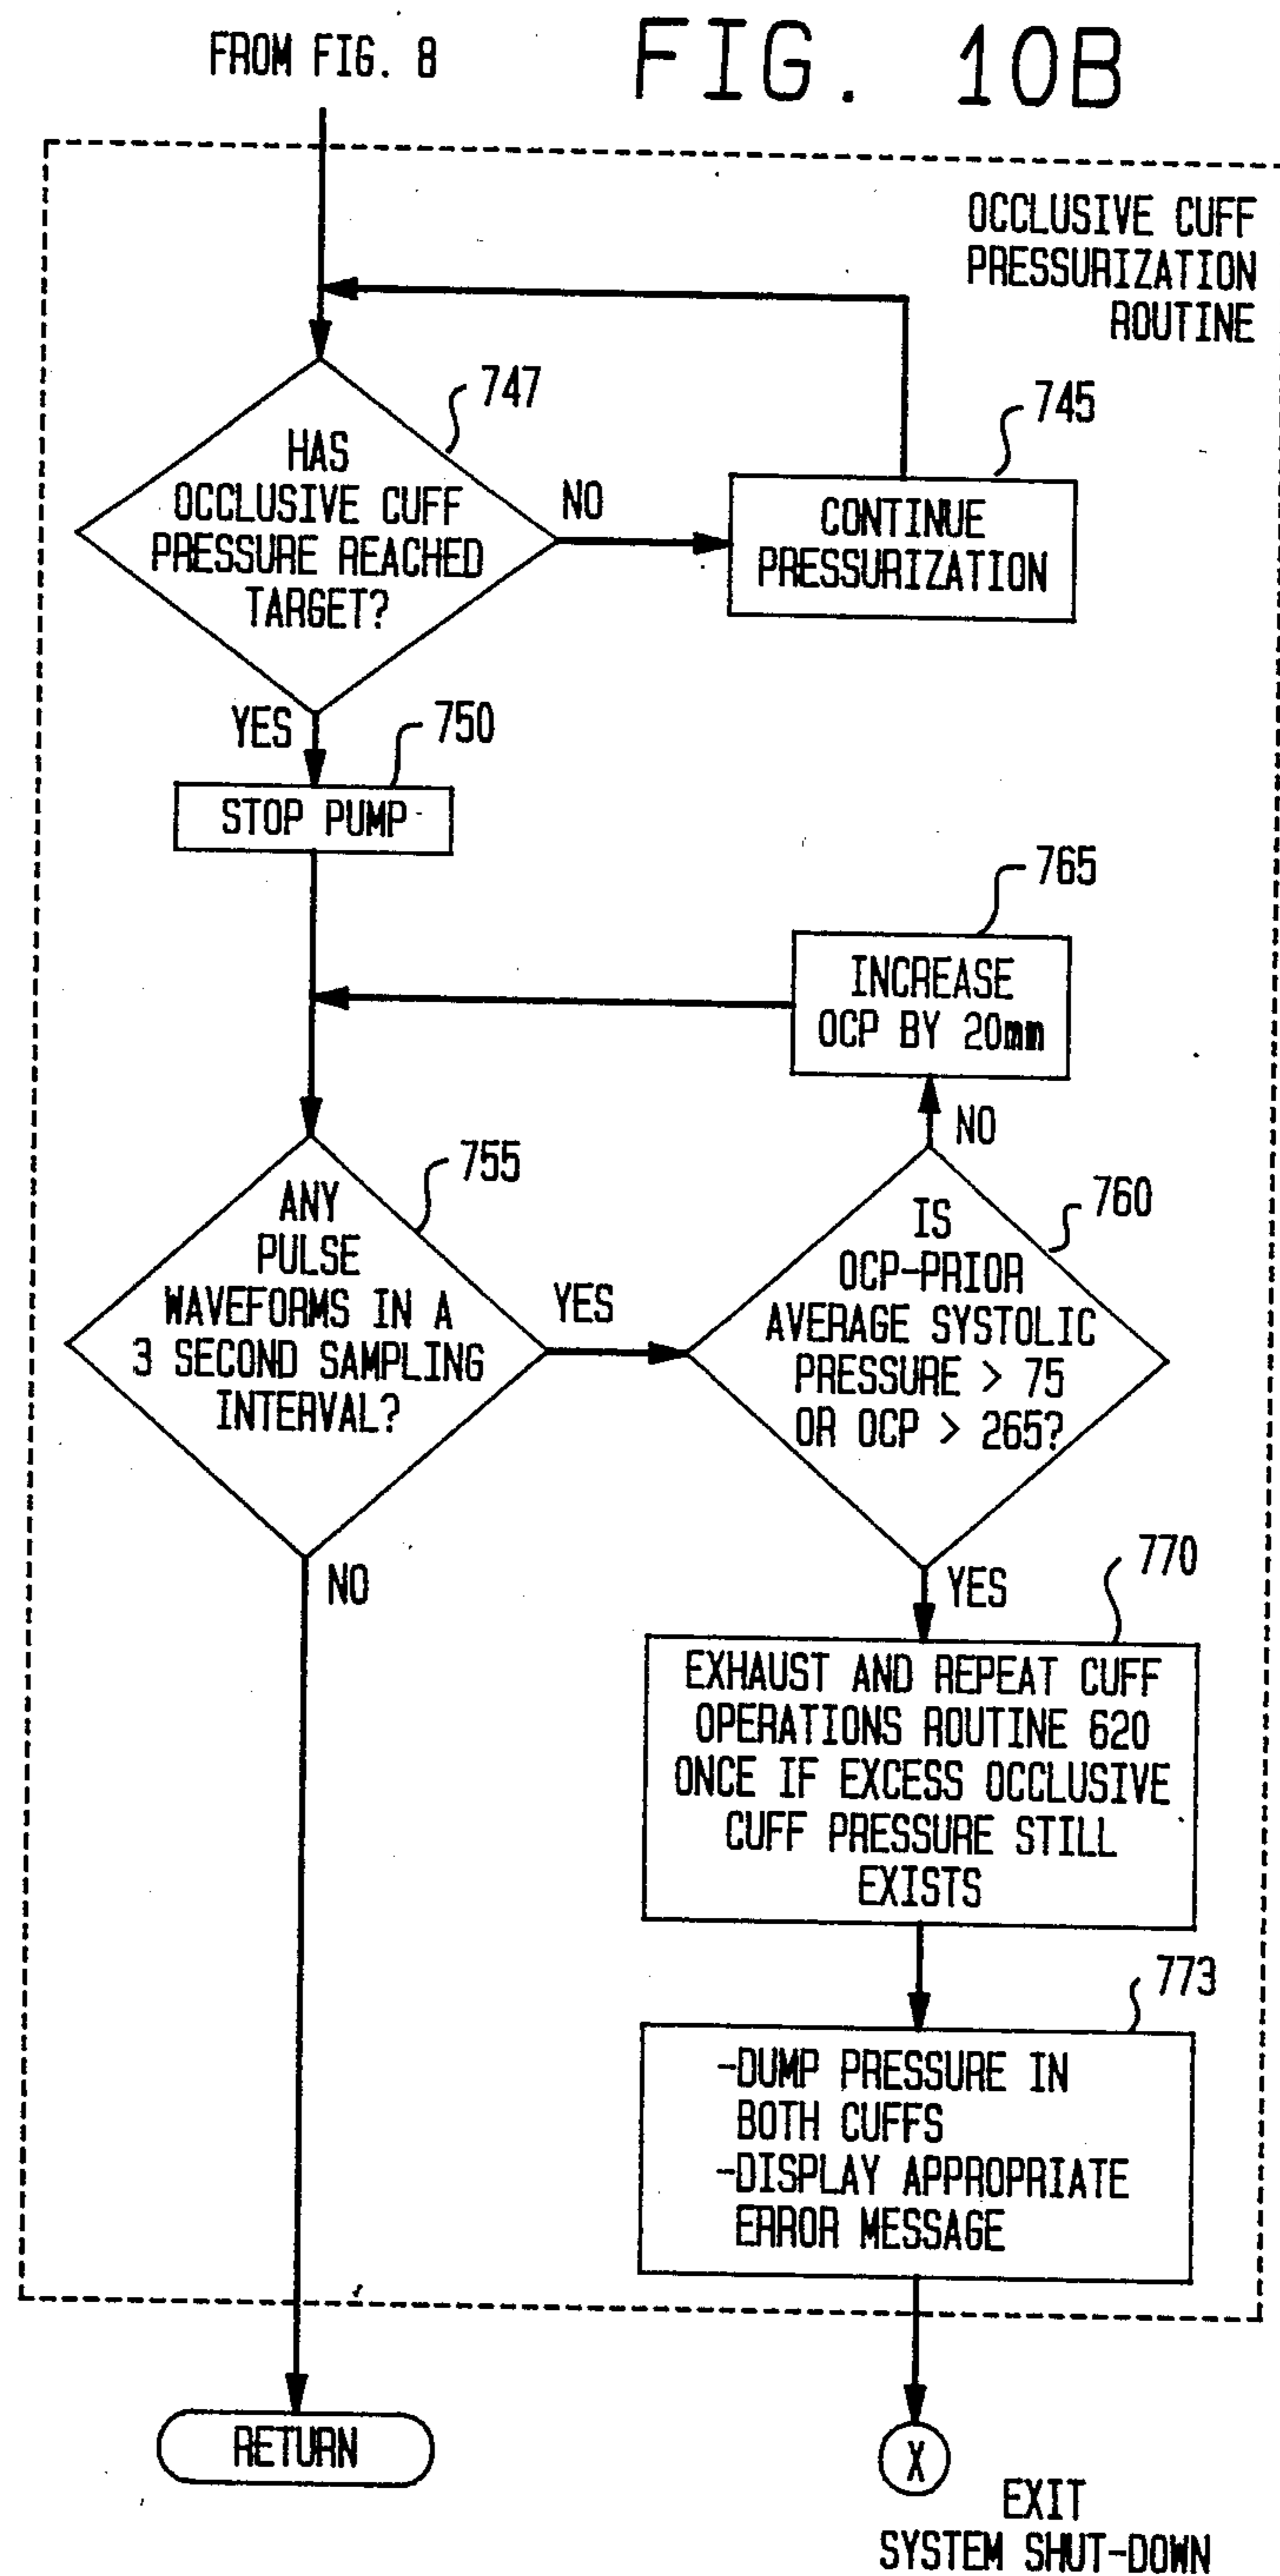 FROM FIG. 8
FIG. 10B
OCCLUSIVE CUFF
PRESSURIZATION
ROUTINE
747
HAS
OCCLUSIVE CUFF
PRESSURE REACHED
TARGET?
NO
745
CONTINUE
PRESSURIZATION
YES
750
STOP PUMP
765
INCREASE
OCP BY 20mm
NO
755
ANY
PULSE
WAVEFORMS IN A
3 SECOND SAMPLING
INTERVAL?
YES
760
IS
OCP-PRIOR
AVERAGE SYSTOLIC
PRESSURE > 75
OR OCP > 265?
NO
YES
770
EXHAUST AND REPEAT CUFF
OPERATIONS ROUTINE 620
ONCE IF EXCESS OCCLUSIVE
CUFF PRESSURE STILL
EXISTS
773
-DUMP PRESSURE IN
BOTH CUFFS
-DISPLAY APPROPRIATE
ERROR MESSAGE
RETURN
X
EXIT
SYSTEM SHUT-DOWN